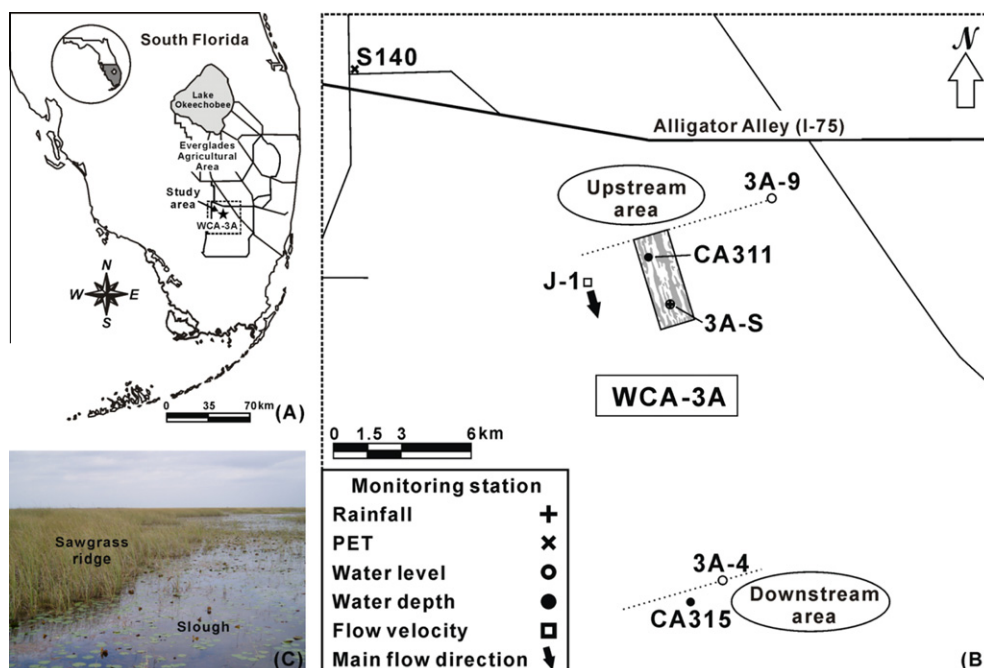 South Florida
Lake
Okeechobee
Everglades
Agricultural
Area
Study
area
WCA-3A
N
W
E
S
0
35
70km
(A)
Sawgrass
ridge
Slough
(C)
S140
N
Alligator Alley (I-75)
Upstream
area
3A-9
CA311
J-1
3A-S
WCA-3A
0 1.5 3 6km
Monitoring station
Rainfall
PET
Water level
Water depth
Flow velocity
Main flow direction
3A-4
CA315
Downstream
area
(B)